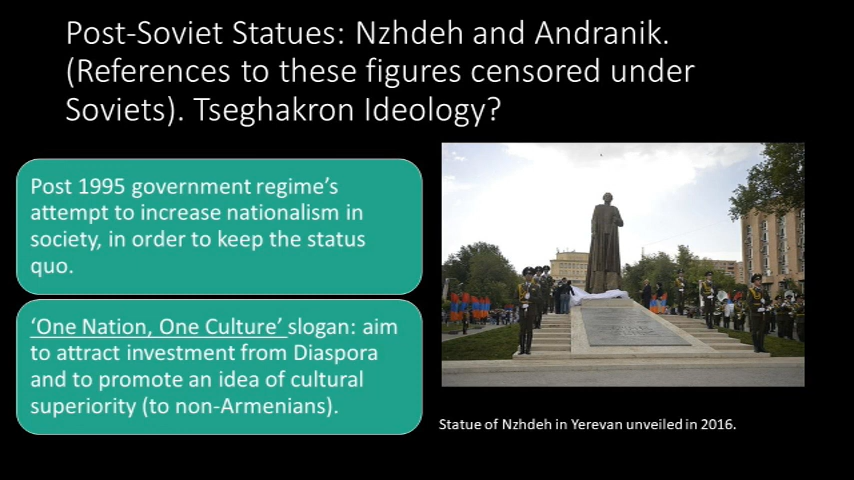 Post-Soviet Statues: Nzhdeh and Andranik.
(References to these figures censored under
Soviets). Tseghakron Ideology?
Post 1995 government regime's
attempt to increase nationalism in
society, in order to keep the status
quo.
'One Nation, One Culture' slogan: aim
to attract investment from Diaspora
and to promote an idea of cultural
superiority (to non-Armenians).
Statue of Nzhdeh in Yerevan unveiled in 2016.